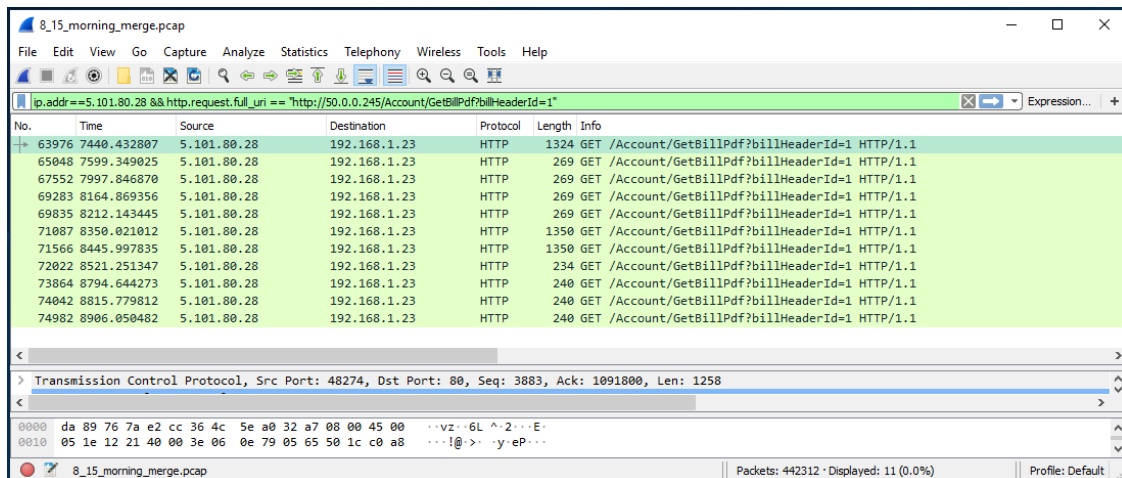 8_15_morning_merge.pcap
File Edit View Go Capture Analyze Statistics Telephony Wireless Tools Help
ip.addr==5.101.80.28 && http.request.full_uri == "http://50.0.0.245/Account/GetBillPdf?billHeaderId=1"
Expression... +
No. Time Source Destination Protocol Length Info
63976 7440.432807 5.101.80.28 192.168.1.23 HTTP 1324 GET /Account/GetBillPdf?billHeaderId=1 HTTP/1.1
65048 7599.349025 5.101.80.28 192.168.1.23 HTTP 269 GET /Account/GetBillPdf?billHeaderId=1 HTTP/1.1
67552 7997.846870 5.101.80.28 192.168.1.23 HTTP 269 GET /Account/GetBillPdf?billHeaderId=1 HTTP/1.1
69283 8164.869356 5.101.80.28 192.168.1.23 HTTP 269 GET /Account/GetBillPdf?billHeaderId=1 HTTP/1.1
69835 8212.143445 5.101.80.28 192.168.1.23 HTTP 269 GET /Account/GetBillPdf?billHeaderId=1 HTTP/1.1
71087 8350.021012 5.101.80.28 192.168.1.23 HTTP 1350 GET /Account/GetBillPdf?billHeaderId=1 HTTP/1.1
71566 8445.997835 5.101.80.28 192.168.1.23 HTTP 1350 GET /Account/GetBillPdf?billHeaderId=1 HTTP/1.1
72022 8521.251347 5.101.80.28 192.168.1.23 HTTP 234 GET /Account/GetBillPdf?billHeaderId=1 HTTP/1.1
73864 8794.644273 5.101.80.28 192.168.1.23 HTTP 240 GET /Account/GetBillPdf?billHeaderId=1 HTTP/1.1
74042 8815.779812 5.101.80.28 192.168.1.23 HTTP 240 GET /Account/GetBillPdf?billHeaderId=1 HTTP/1.1
74982 8906.050482 5.101.80.28 192.168.1.23 HTTP 240 GET /Account/GetBillPdf?billHeaderId=1 HTTP/1.1
Transmission Control Protocol, Src Port: 48274, Dst Port: 80, Seq: 3883, Ack: 1091800, Len: 1258
0000 da 89 76 7a e2 cc 36 4c 5e a0 32 a7 08 00 45 00 ··vz··6L ^·2···E·
0010 05 1e 12 21 40 00 3e 06 0e 79 05 65 50 1c c0 a8 ···!@·>· ·y·eP···
8_15_morning_merge.pcap Packets: 442312 · Displayed: 11 (0.0%) Profile: Default